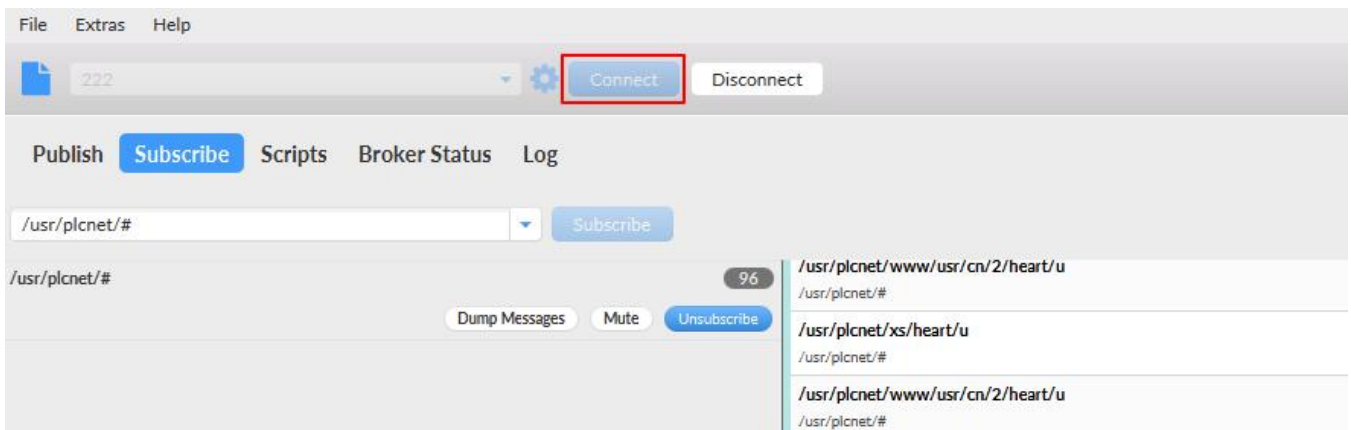 File Extras Help
222 Connect Disconnect
Publish Subscribe Scripts Broker Status Log
/usr/plcnet/# Subscribe
/usr/plcnet/# 96
Dump Messages Mute Unsubscribe
/usr/plcnet/www/usr/cn/2/heart/u
/usr/plcnet/#
/usr/plcnet/xs/heart/u
/usr/plcnet/#
/usr/plcnet/www/usr/cn/2/heart/u
/usr/plcnet/#